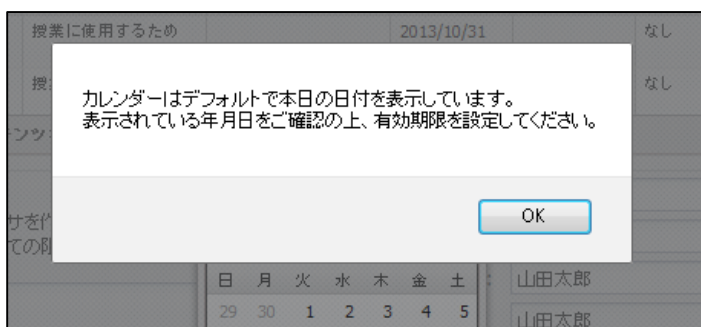 授業に使用するため 2013/10/31 なし
授 なし
カレンダーはデフォルトで本日の日付を表示しています。
表示されている年月日をご確認の上、有効期限を設定してください。
OK
日 月 火 水 木 金 土
山田太郎
29 30 1 2 3 4 5
山田太郎